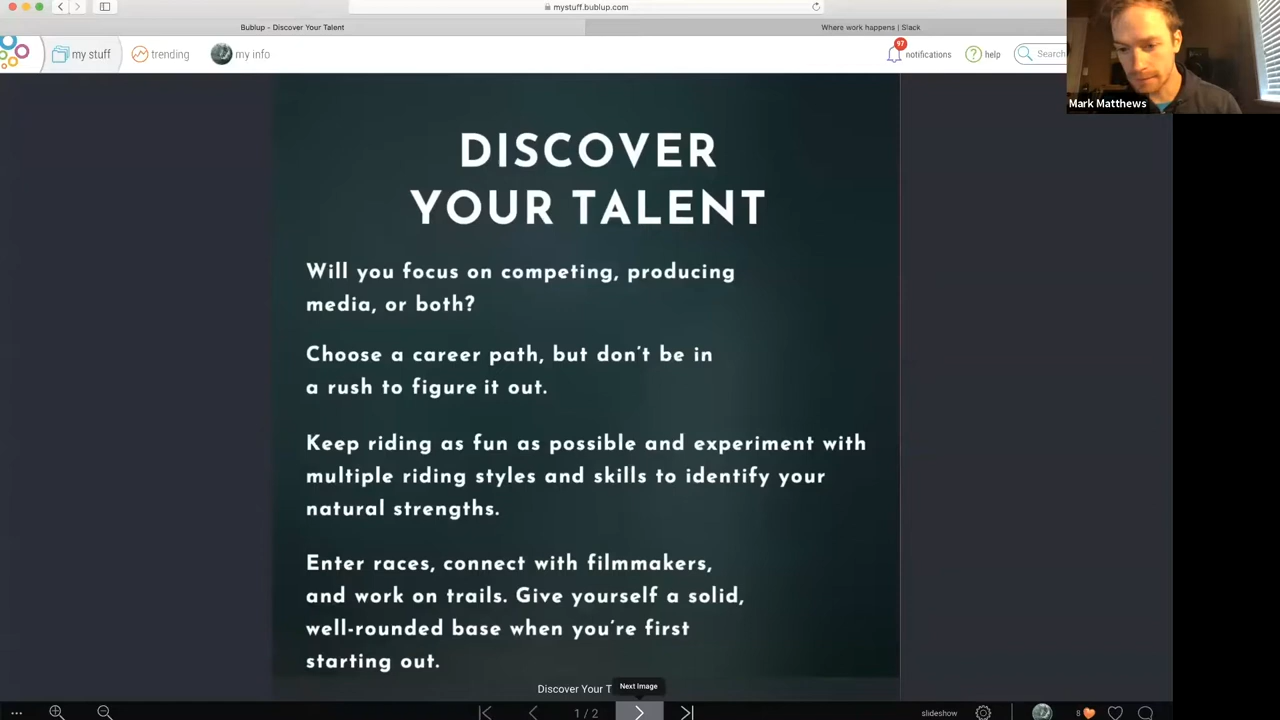 mystuff.bublup.com
Bublup - Discover Your Talent
Where work happens | Slack
my stuff
trending
my info
97
notifications
help
Search
Mark Matthews
DISCOVER
YOUR TALENT
Will you focus on competing, producing
media, or both?
Choose a career path, but don't be in
a rush to figure it out.
Keep riding as fun as possible and experiment with
multiple riding styles and skills to identify your
natural strengths.
Enter races, connect with filmmakers,
and work on trails. Give yourself a solid,
well-rounded base when you're first
starting out.
Discover Your T
Next Image
1 / 2
slideshow
8